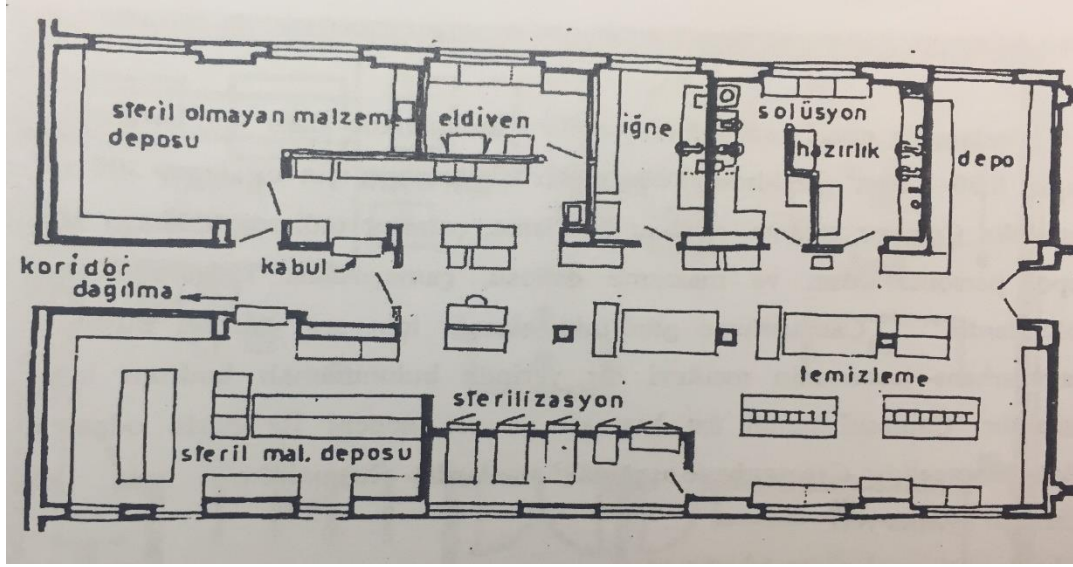 steril olmayan malzeme
deposu
eldiven
iğne
solüsyon
hazırlık
depo
kabul
koridor
dağılma
temizleme
sterilizasyon
steril mal. deposu